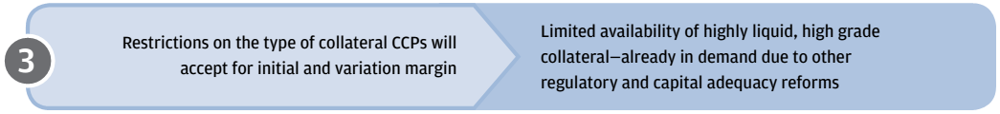 3
Restrictions on the type of collateral CCPs will
accept for initial and variation margin
Limited availability of highly liquid, high grade
collateral—already in demand due to other
regulatory and capital adequacy reforms